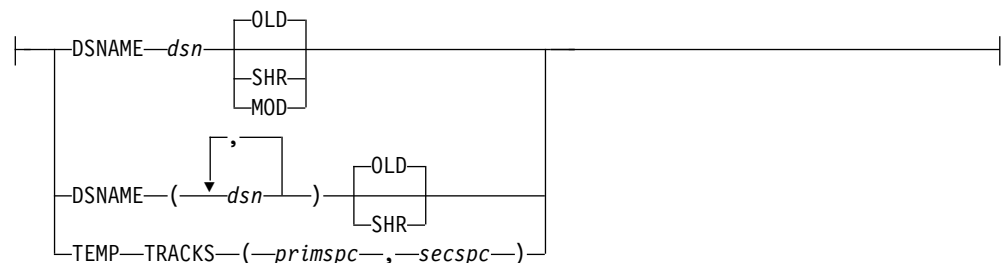 OLD
DSNAME dsn
SHR
MOD
,
OLD
DSNAME ( dsn )
SHR
TEMP TRACKS ( primspc , secspc )